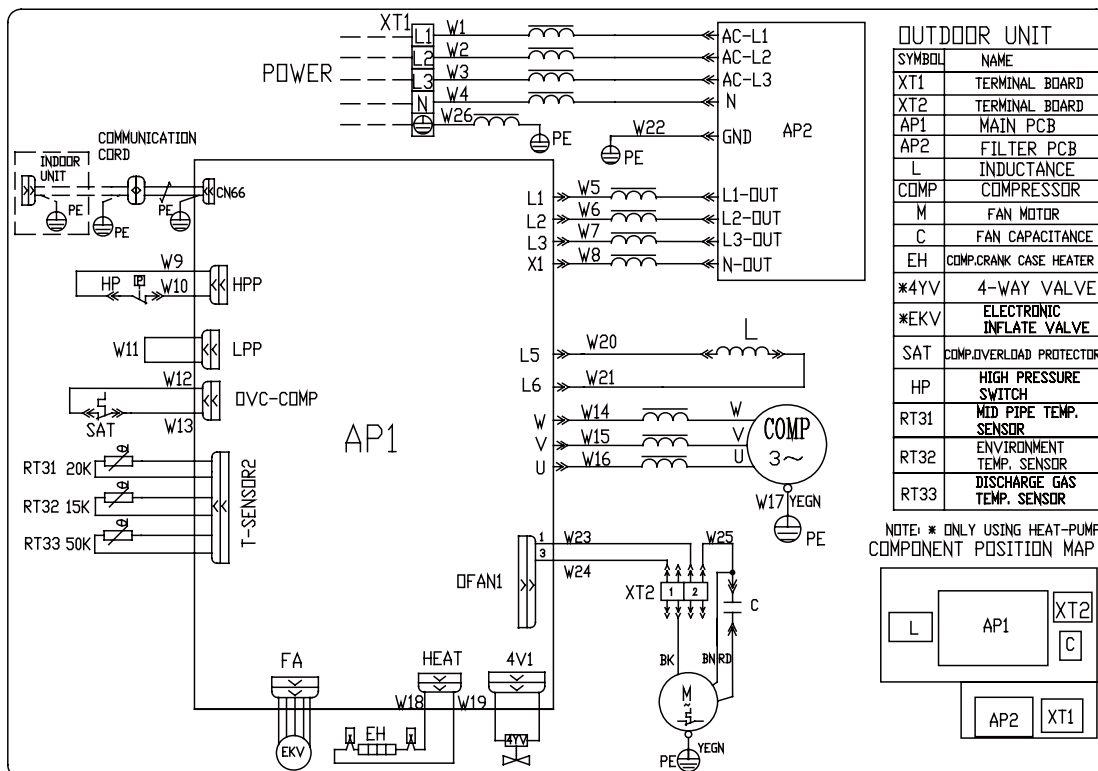 XT1
L1 W1 AC-L1
L2 W2 AC-L2
POWER
L3 W3 AC-L3
N W4 N
W26
PE
W22 GND
PE
AP2
COMMUNICATION
CORD
INDOOR
UNIT
PE
PE
PE
CN66
L1 W5 L1-OUT
L2 W6 L2-OUT
L3 W7 L3-OUT
X1 W8 N-OUT
W9
HP P W10
HPP
W11 LPP
W12
OVC-COMP
SAT W13
AP1
RT31 20K
RT32 15K
RT33 50K
θ
θ
θ
T-SENSOR2
L5 W20 L
L6 W21
W W14 W
V W15 V
U W16 U
COMP
3~
W17 YEGN
PE
OFAN1
1 W23
3 W24
W25
XT2 1 2
C
BK BN RD
M
~
YEGN
PE
FA
EKV
HEAT
W18 W19
EH
4V1
4YV
OUTDOOR UNIT
SYMBOL NAME
XT1 TERMINAL BOARD
XT2 TERMINAL BOARD
AP1 MAIN PCB
AP2 FILTER PCB
L INDUCTANCE
COMP COMPRESSOR
M FAN MOTOR
C FAN CAPACITANCE
EH COMP.CRANK CASE HEATER
*4YV 4-WAY VALVE
*EKV ELECTRONIC
INFLATE VALVE
SAT COMP.OVERLOAD PROTECTOR
HP HIGH PRESSURE
SWITCH
RT31 MID PIPE TEMP.
SENSOR
RT32 ENVIRONMENT
TEMP. SENSOR
RT33 DISCHARGE GAS
TEMP. SENSOR
NOTE: * ONLY USING HEAT-PUMP
COMPONENT POSITION MAP
L AP1 XT2
C
AP2 XT1